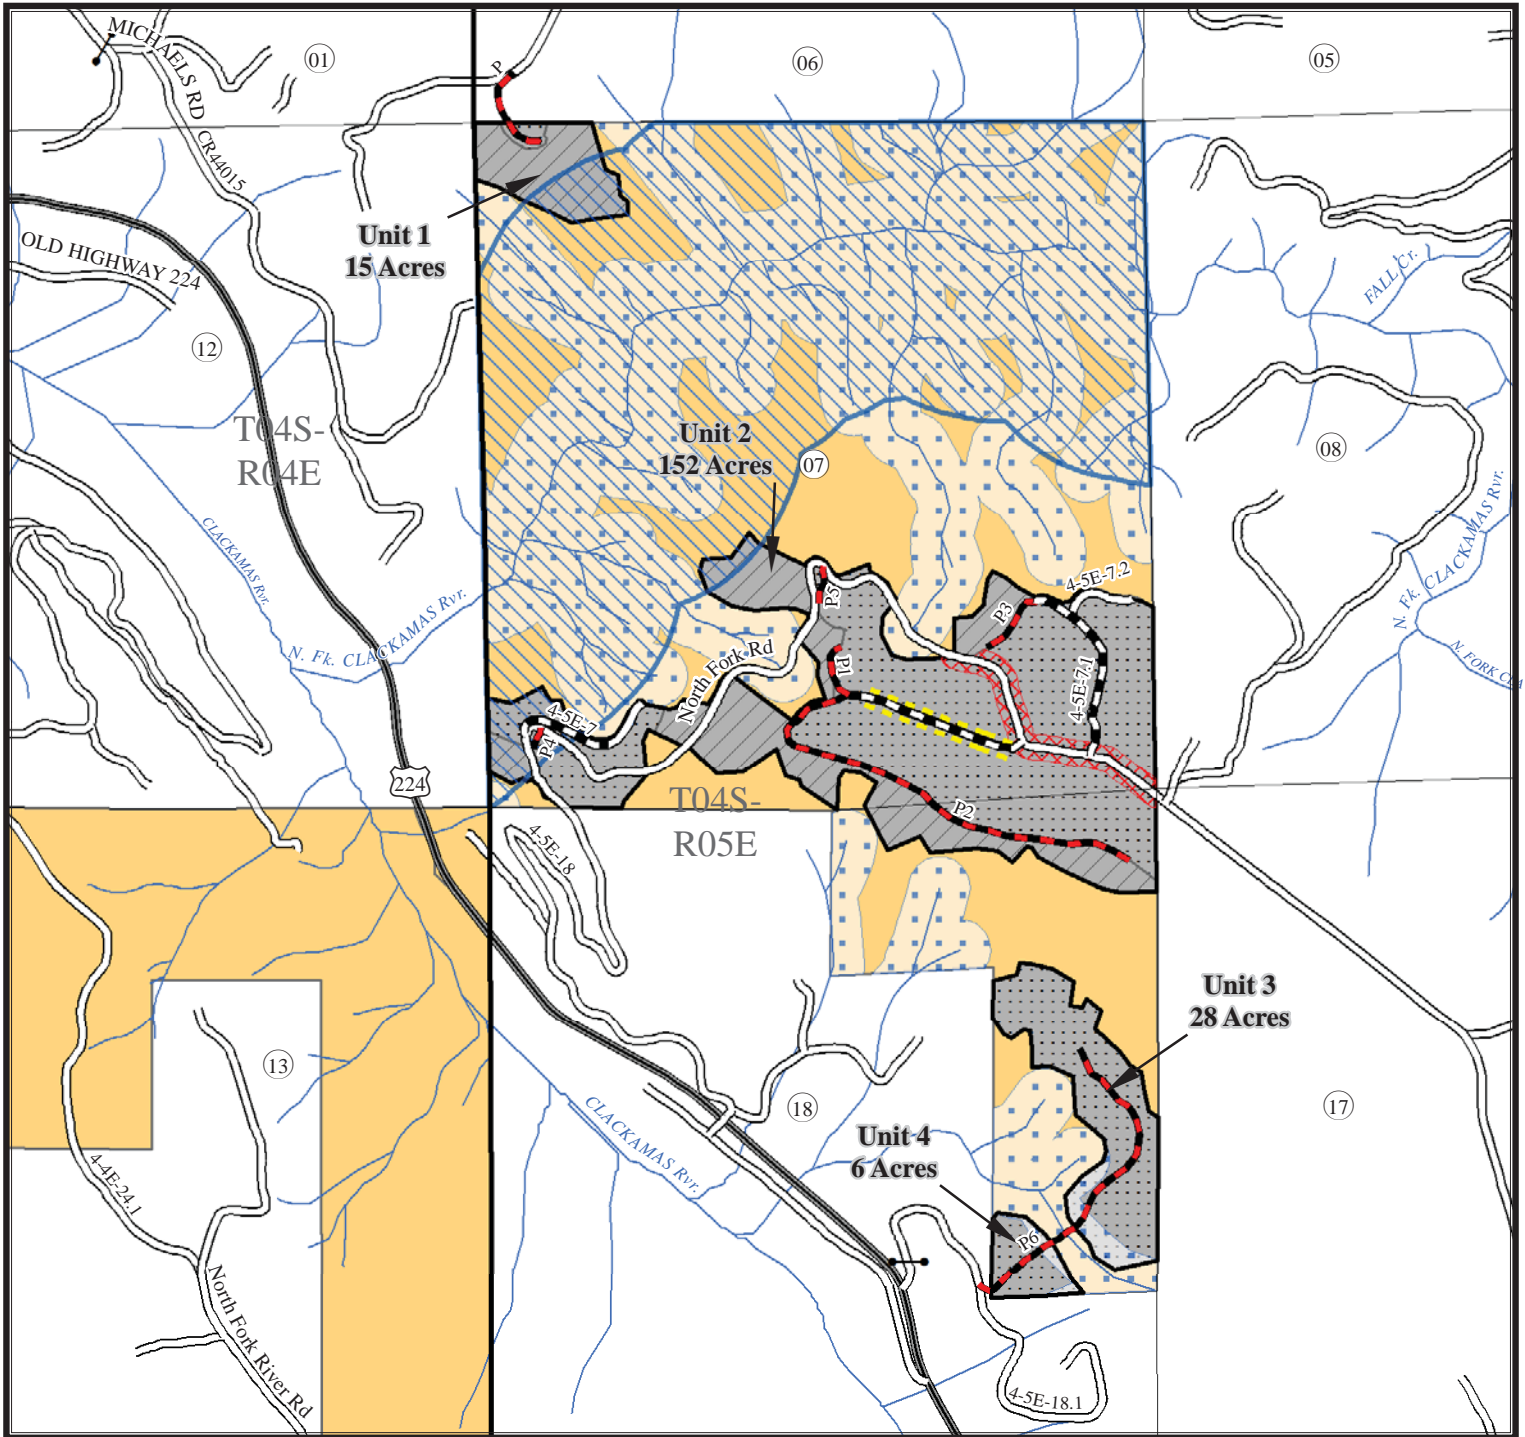 MICHAELS RD CR44015
01
06
05
P
OLD HIGHWAY 224
Unit 1
15 Acres
FALL Cr.
12
T04S-
R04E
Unit 2
152 Acres
07
08
CLACKAMAS Rvr.
N. Fk. CLACKAMAS Rvr.
N. Fk. CLACKAMAS Rvr.
N. FORK CLA
4-5E-7.2
P5
P3
North Fork Rd
P1
4-5E-7.1
4-5E-7
P4
224
T04S-
R05E
P2
4-5E-18
Unit 3
28 Acres
13
18
17
CLACKAMAS Rvr.
Unit 4
6 Acres
4-4E-24.1
P6
North Fork River Rd
4-5E-18.1